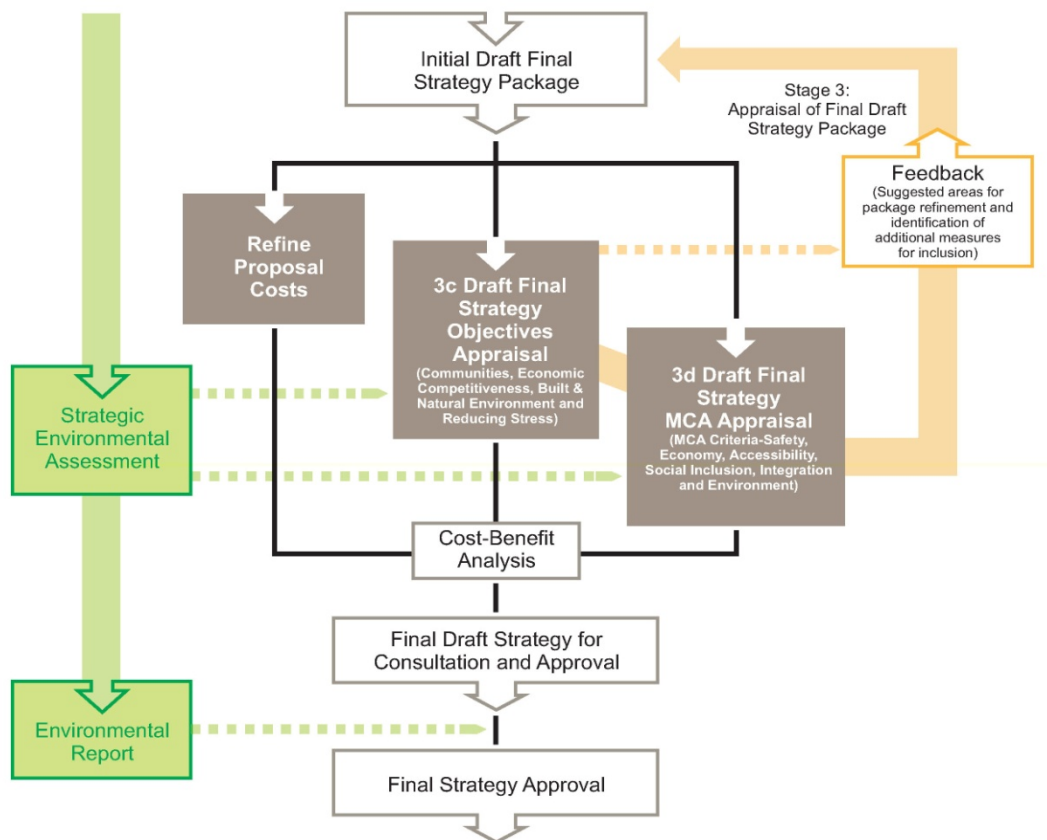 Initial Draft Final
Strategy Package
Stage 3:
Appraisal of Final Draft
Strategy Package
Feedback
(Suggested areas for
package refinement and
identification of
additional measures
for inclusion)
Refine
Proposal
Costs
3c Draft Final
Strategy
Objectives
Appraisal
(Communities, Economic
Competitiveness, Built &
Natural Environment and
Reducing Stress)
3d Draft Final
Strategy
MCA Appraisal
(MCA Criteria-Safety,
Economy, Accessibility,
Social Inclusion, Integration
and Environment)
Strategic
Environmental
Assessment
Cost-Benefit
Analysis
Final Draft Strategy for
Consultation and Approval
Environmental
Report
Final Strategy Approval